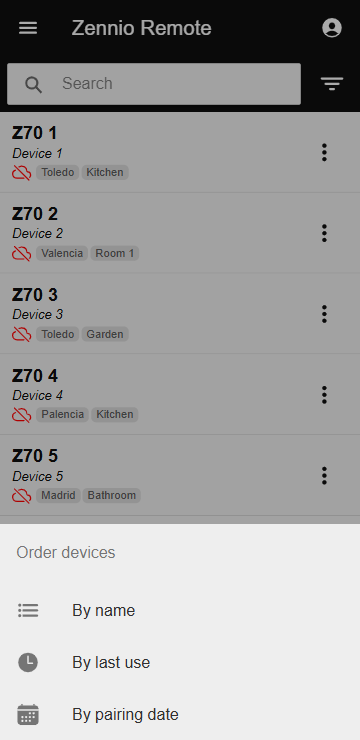 Zennio Remote
Search
Z70 1
Device 1
Toledo Kitchen
Z70 2
Device 2
Valencia Room 1
Z70 3
Device 3
Toledo Garden
Z70 4
Device 4
Palencia Kitchen
Z70 5
Device 5
Madrid Bathroom
Order devices
By name
By last use
By pairing date